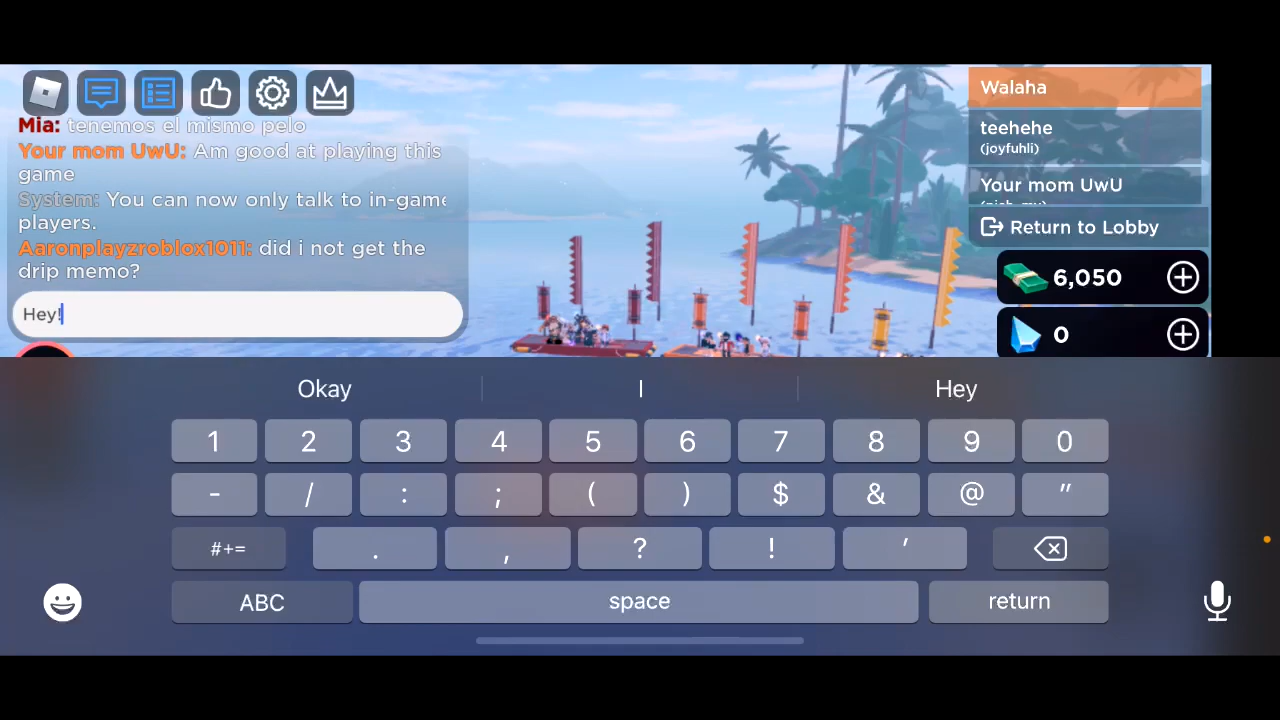 Mia: tenemos el mismo pelo
Your mom UwU: Am good at playing this
game
System: You can now only talk to in-game
players.
Aaronplayzroblox1011: did i not get the
drip memo?
Hey!
Walaha
teehehe
(joyfuhli)
Your mom UwU
Return to Lobby
6,050
0
Okay I Hey
1 2 3 4 5 6 7 8 9 0
- / : ; ( ) $ & @ "
#+= . , ? ! '
ABC space return